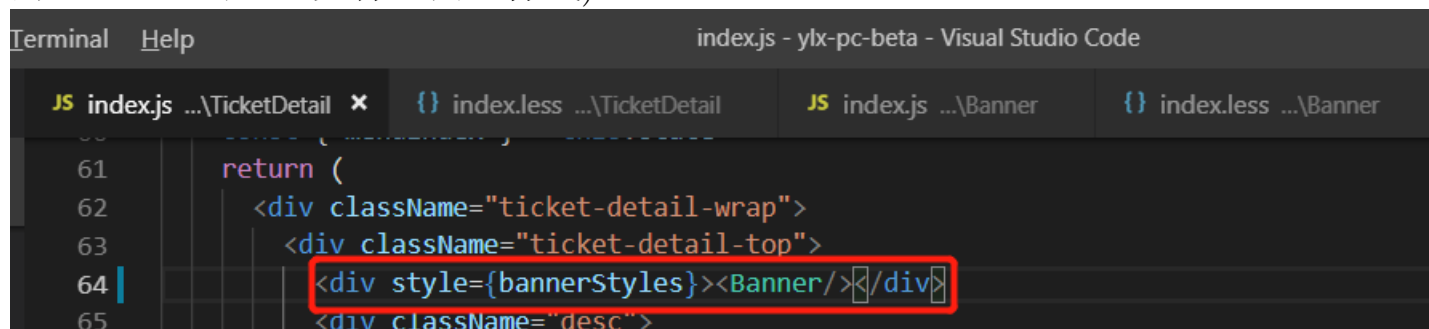 Terminal Help index.js - ylx-pc-beta - Visual Studio Code
JS index.js ...\TicketDetail × {} index.less ...\TicketDetail JS index.js ...\Banner {} index.less ...\Banner
61 return (
62 <div className="ticket-detail-wrap">
63 <div className="ticket-detail-top">
64 <div style={bannerStyles}><Banner/></div>
65 <div className="desc">